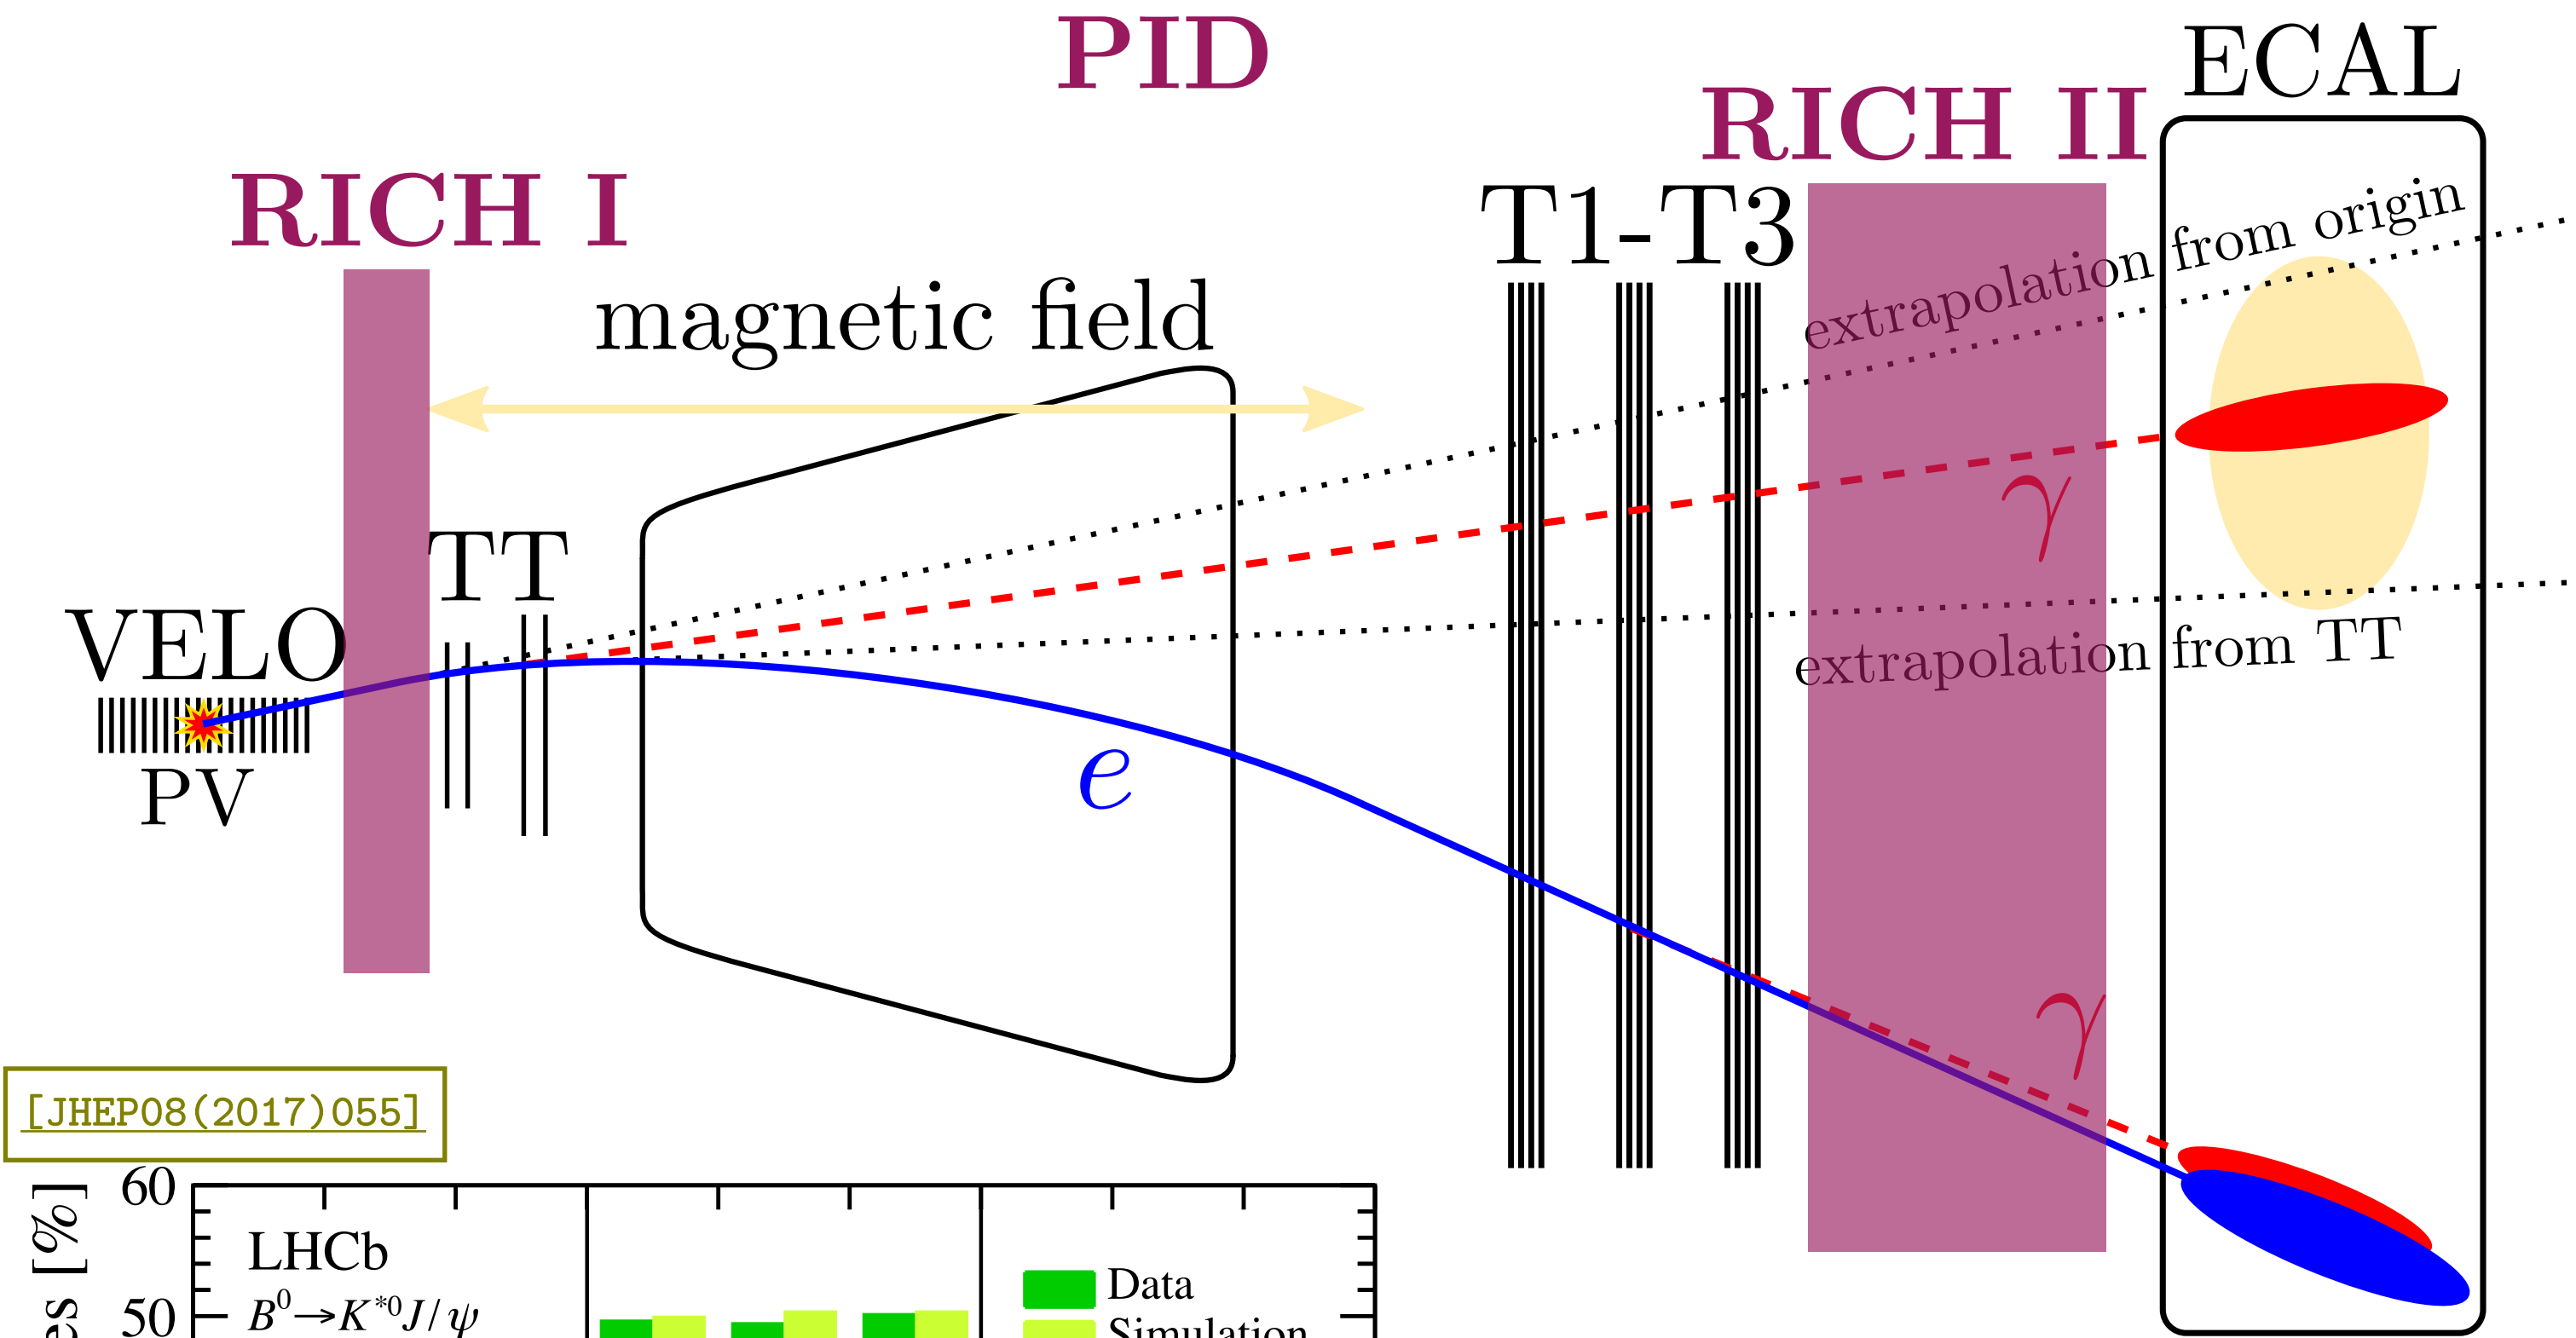 PID
ECAL
RICH II
RICH I
T1-T3
extrapolation from origin
magnetic field
γ
TT
VELO
extrapolation from TT
e
PV
γ
[JHEP08(2017)055]
60
LHCb
Data
B⁰→K*⁰J/ψ
50
Simulation
[%]